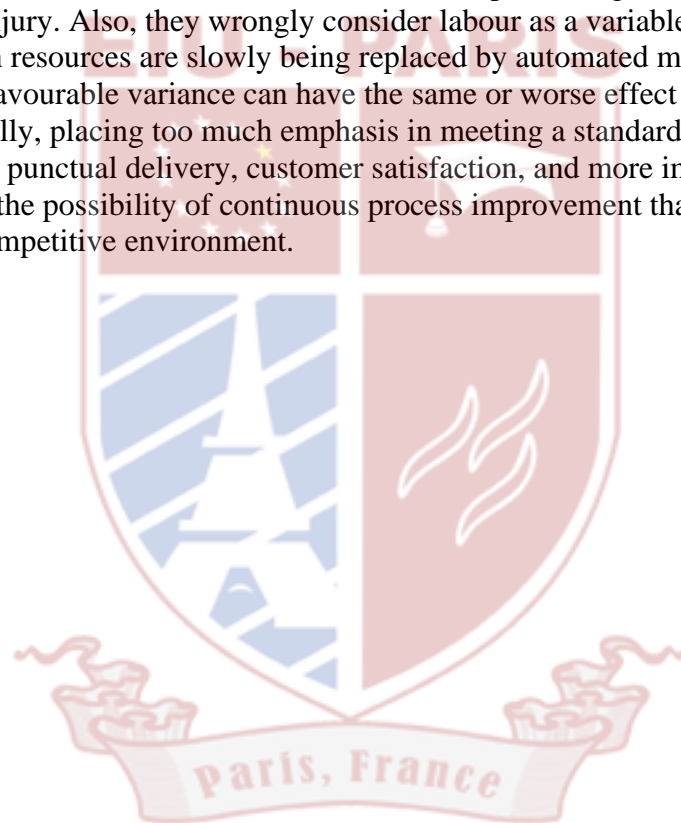 jury. Also, they wrongly consider labour as a variable
resources are slowly being replaced by automated m
avourable variance can have the same or worse effect
lly, placing too much emphasis in meeting a standard
punctual delivery, customer satisfaction, and more in
the possibility of continuous process improvement tha
mpetitive environment.
EIU - PARIS
Paris, France